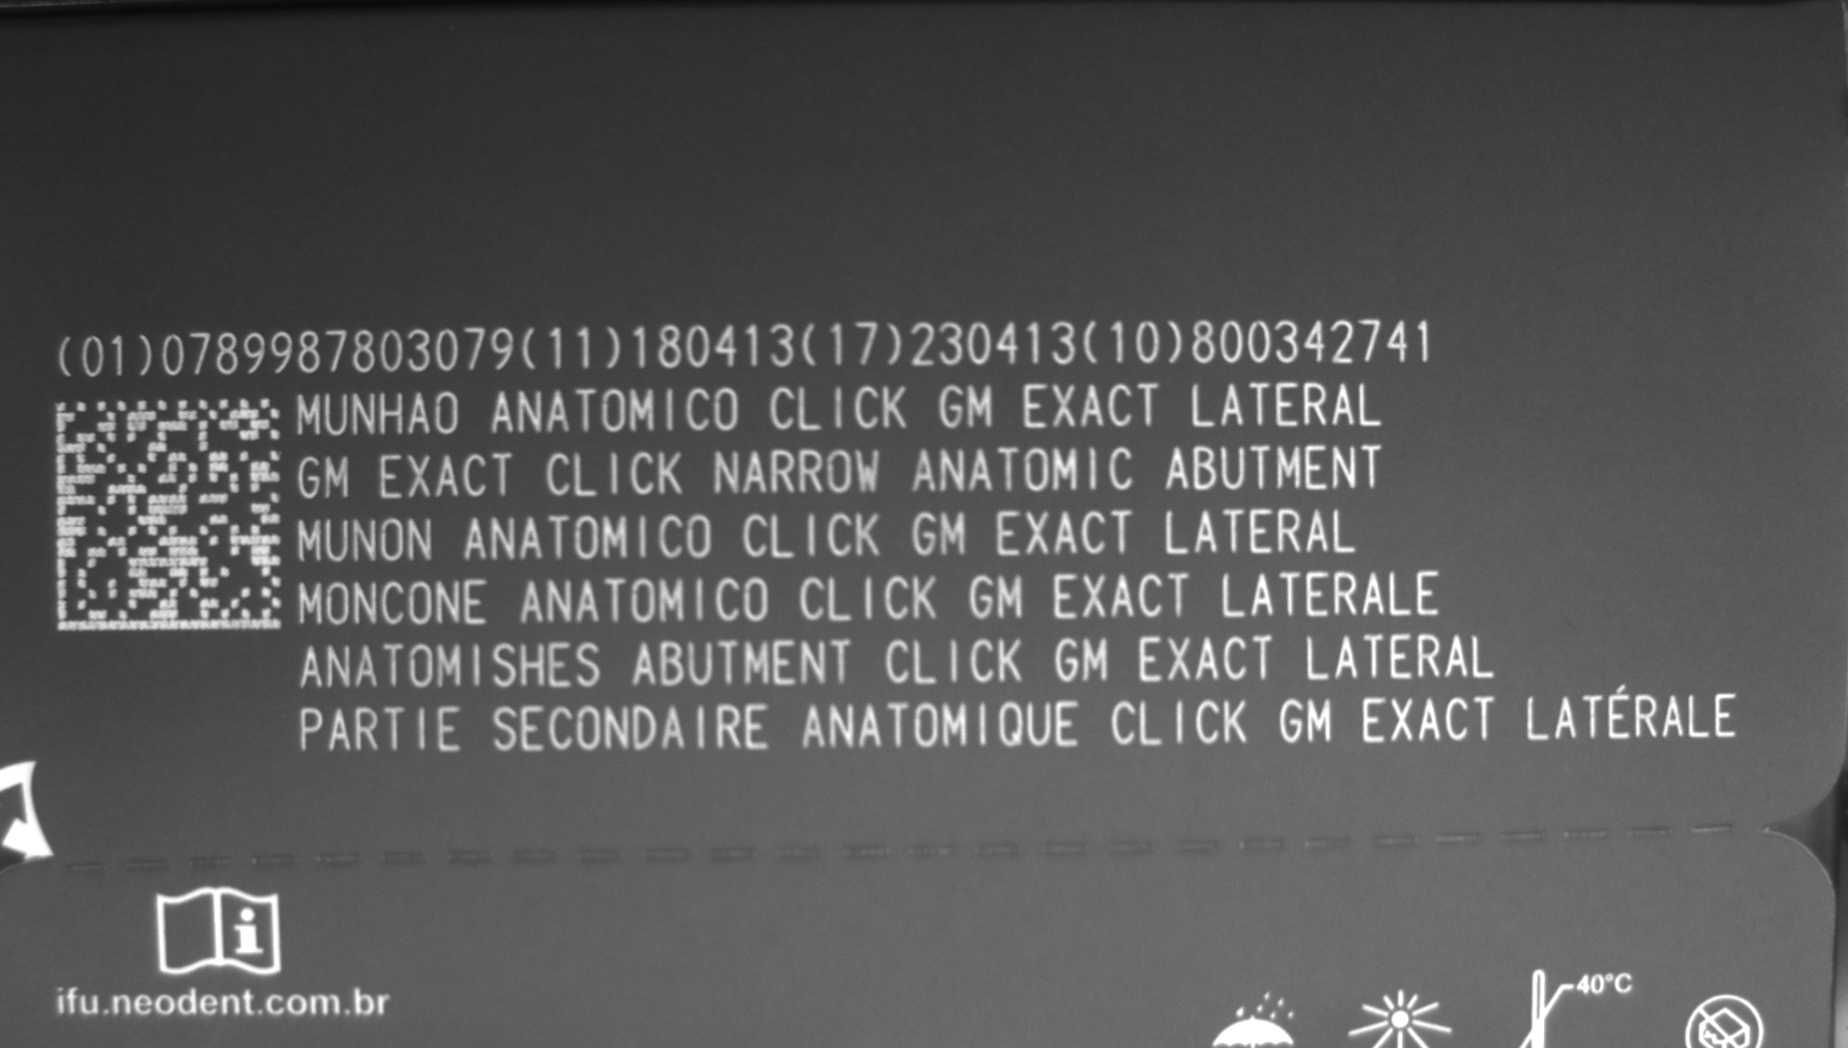 (01)0789987803079(11)180413(17)230413(10)800342741
MUNHAO ANATOMICO CLICK GM EXACT LATERAL
GM EXACT CLICK NARROW ANATOMIC ABUTMENT
MUNON ANATOMICO CLICK GM EXACT LATERAL
MONCONE ANATOMICO CLICK GM EXACT LATERALE
ANATOMISHES ABUTMENT CLICK GM EXACT LATERAL
PARTIE SECONDAIRE ANATOMIQUE CLICK GM EXACT LATÉRALE
ifu.neodent.com.br
40°C